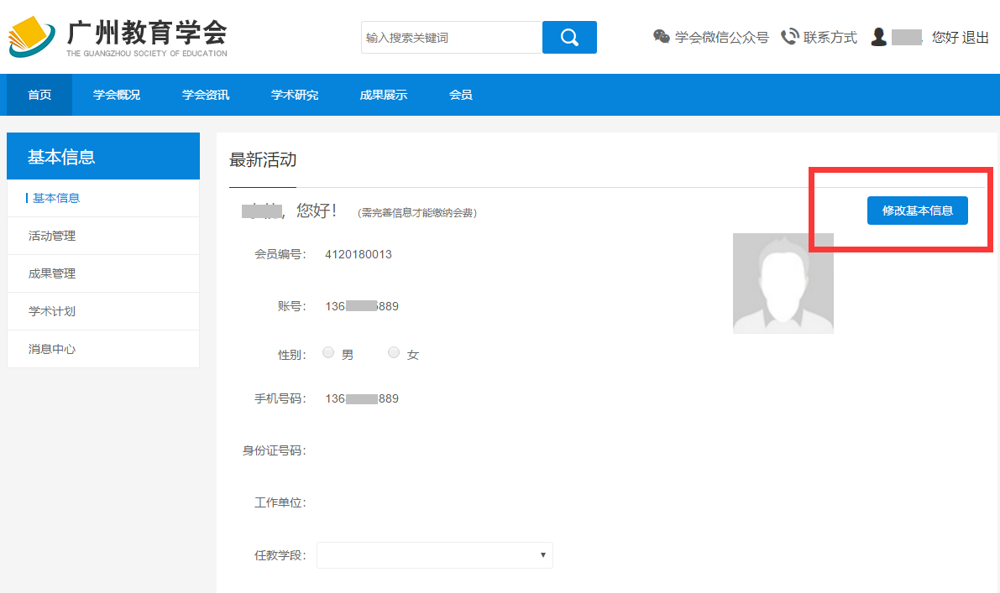 广州教育学会
THE GUANGZHOU SOCIETY OF EDUCATION
输入搜索关键词
学会微信公众号 联系方式 您好 退出
首页 学会概况 学会资讯 学术研究 成果展示 会员
基本信息
基本信息
活动管理
成果管理
学术计划
消息中心
最新活动
，您好！ （需完善信息才能缴纳会费）
修改基本信息
会员编号： 4120180013
账号： 136 889
性别： 男 女
手机号码： 136 889
身份证号码：
工作单位：
任教学段：